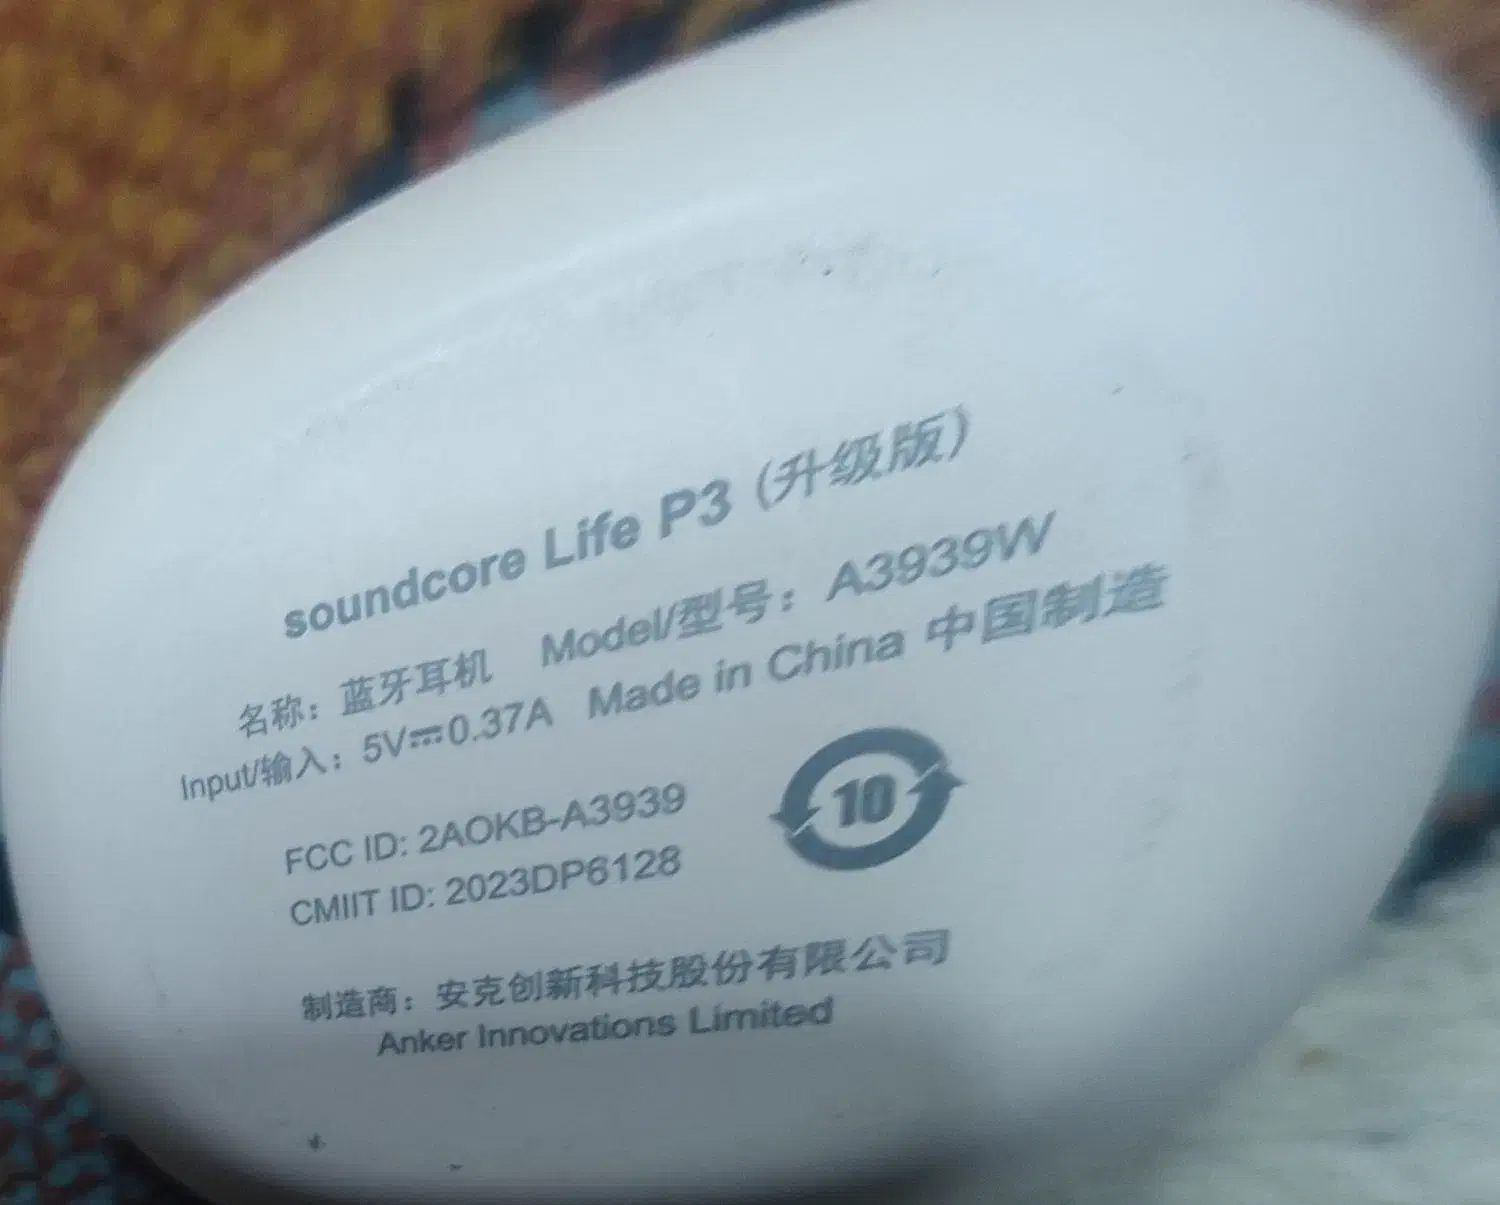 soundcore Life P3 (升级版)
名称：蓝牙耳机 Model/型号：A3939W
Input/输入：5V⎓0.37A Made in China 中国制造
FCC ID: 2AOKB-A3939
CMIIT ID: 2023DP6128
10
制造商：安克创新科技股份有限公司
Anker Innovations Limited